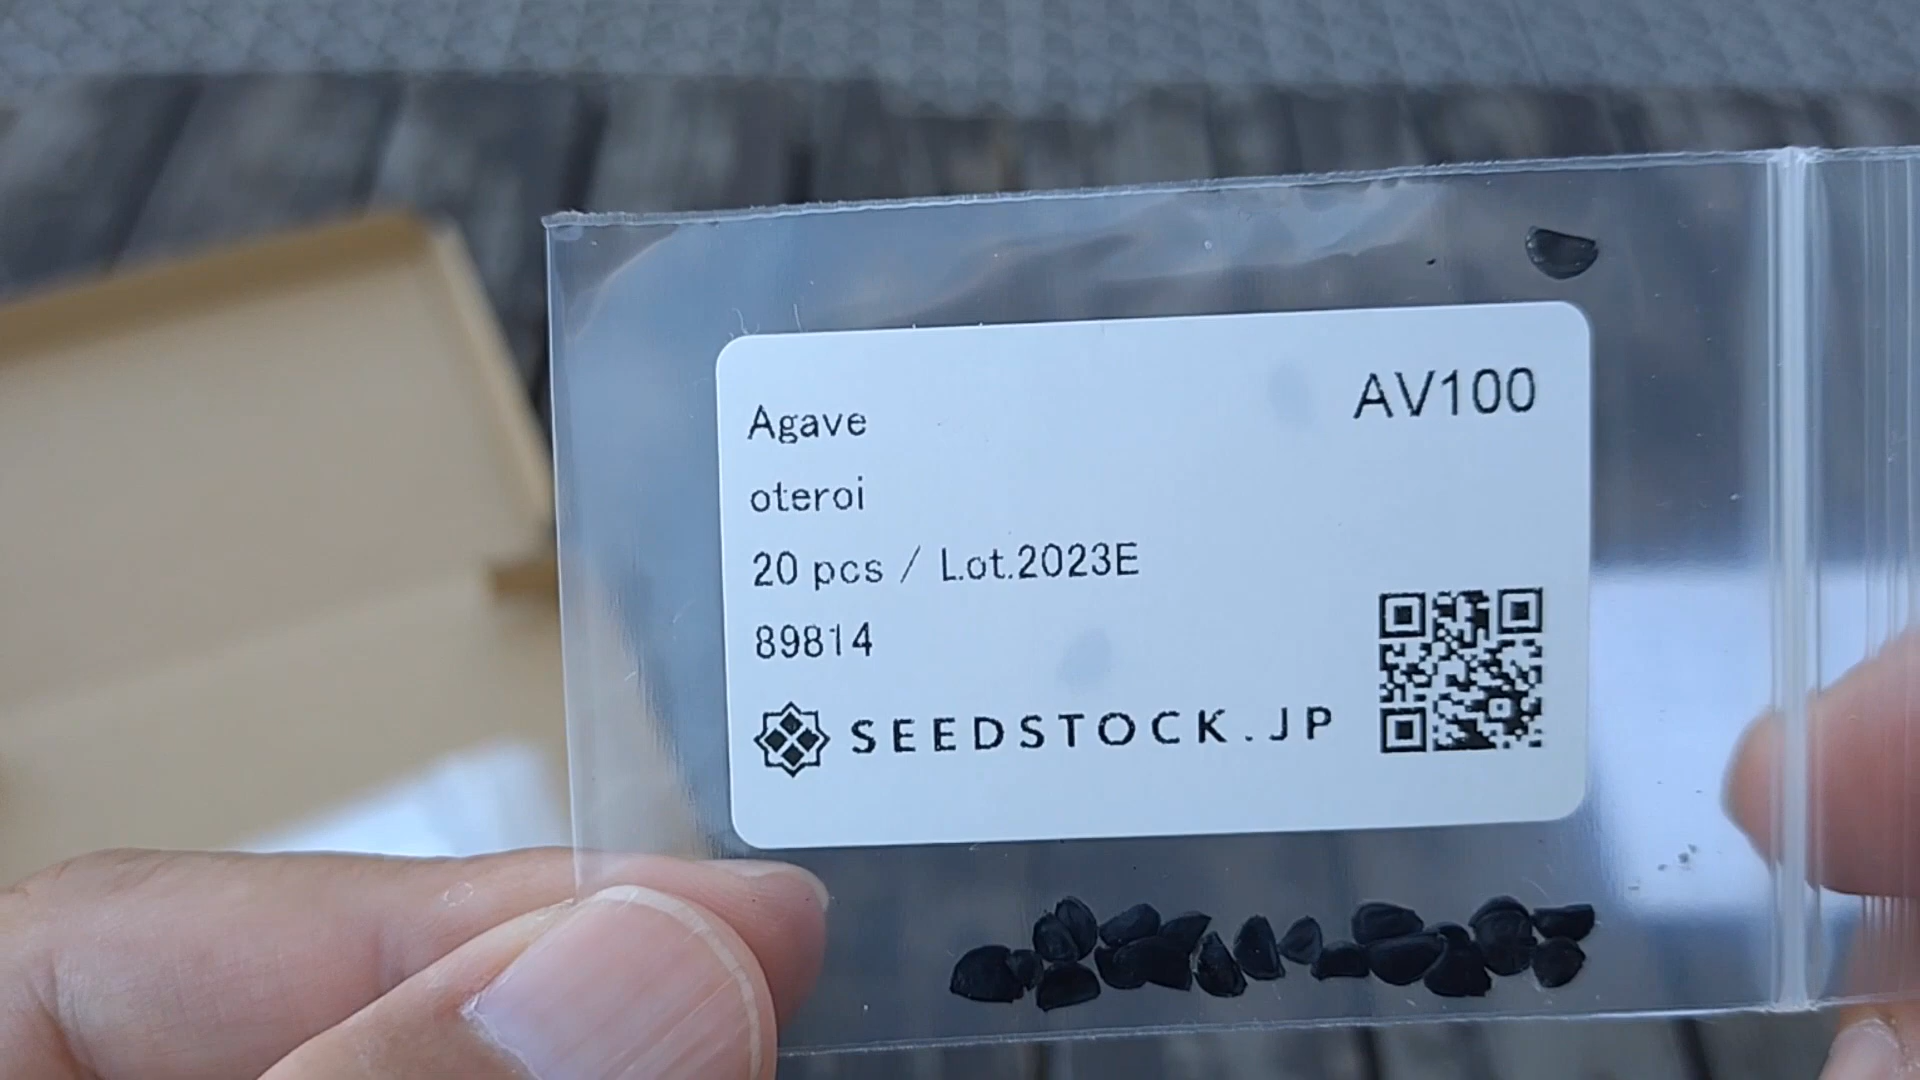 AV100
Agave
oteroi
20 pcs / Lot.2023E
89814
SEEDSTOCK.JP